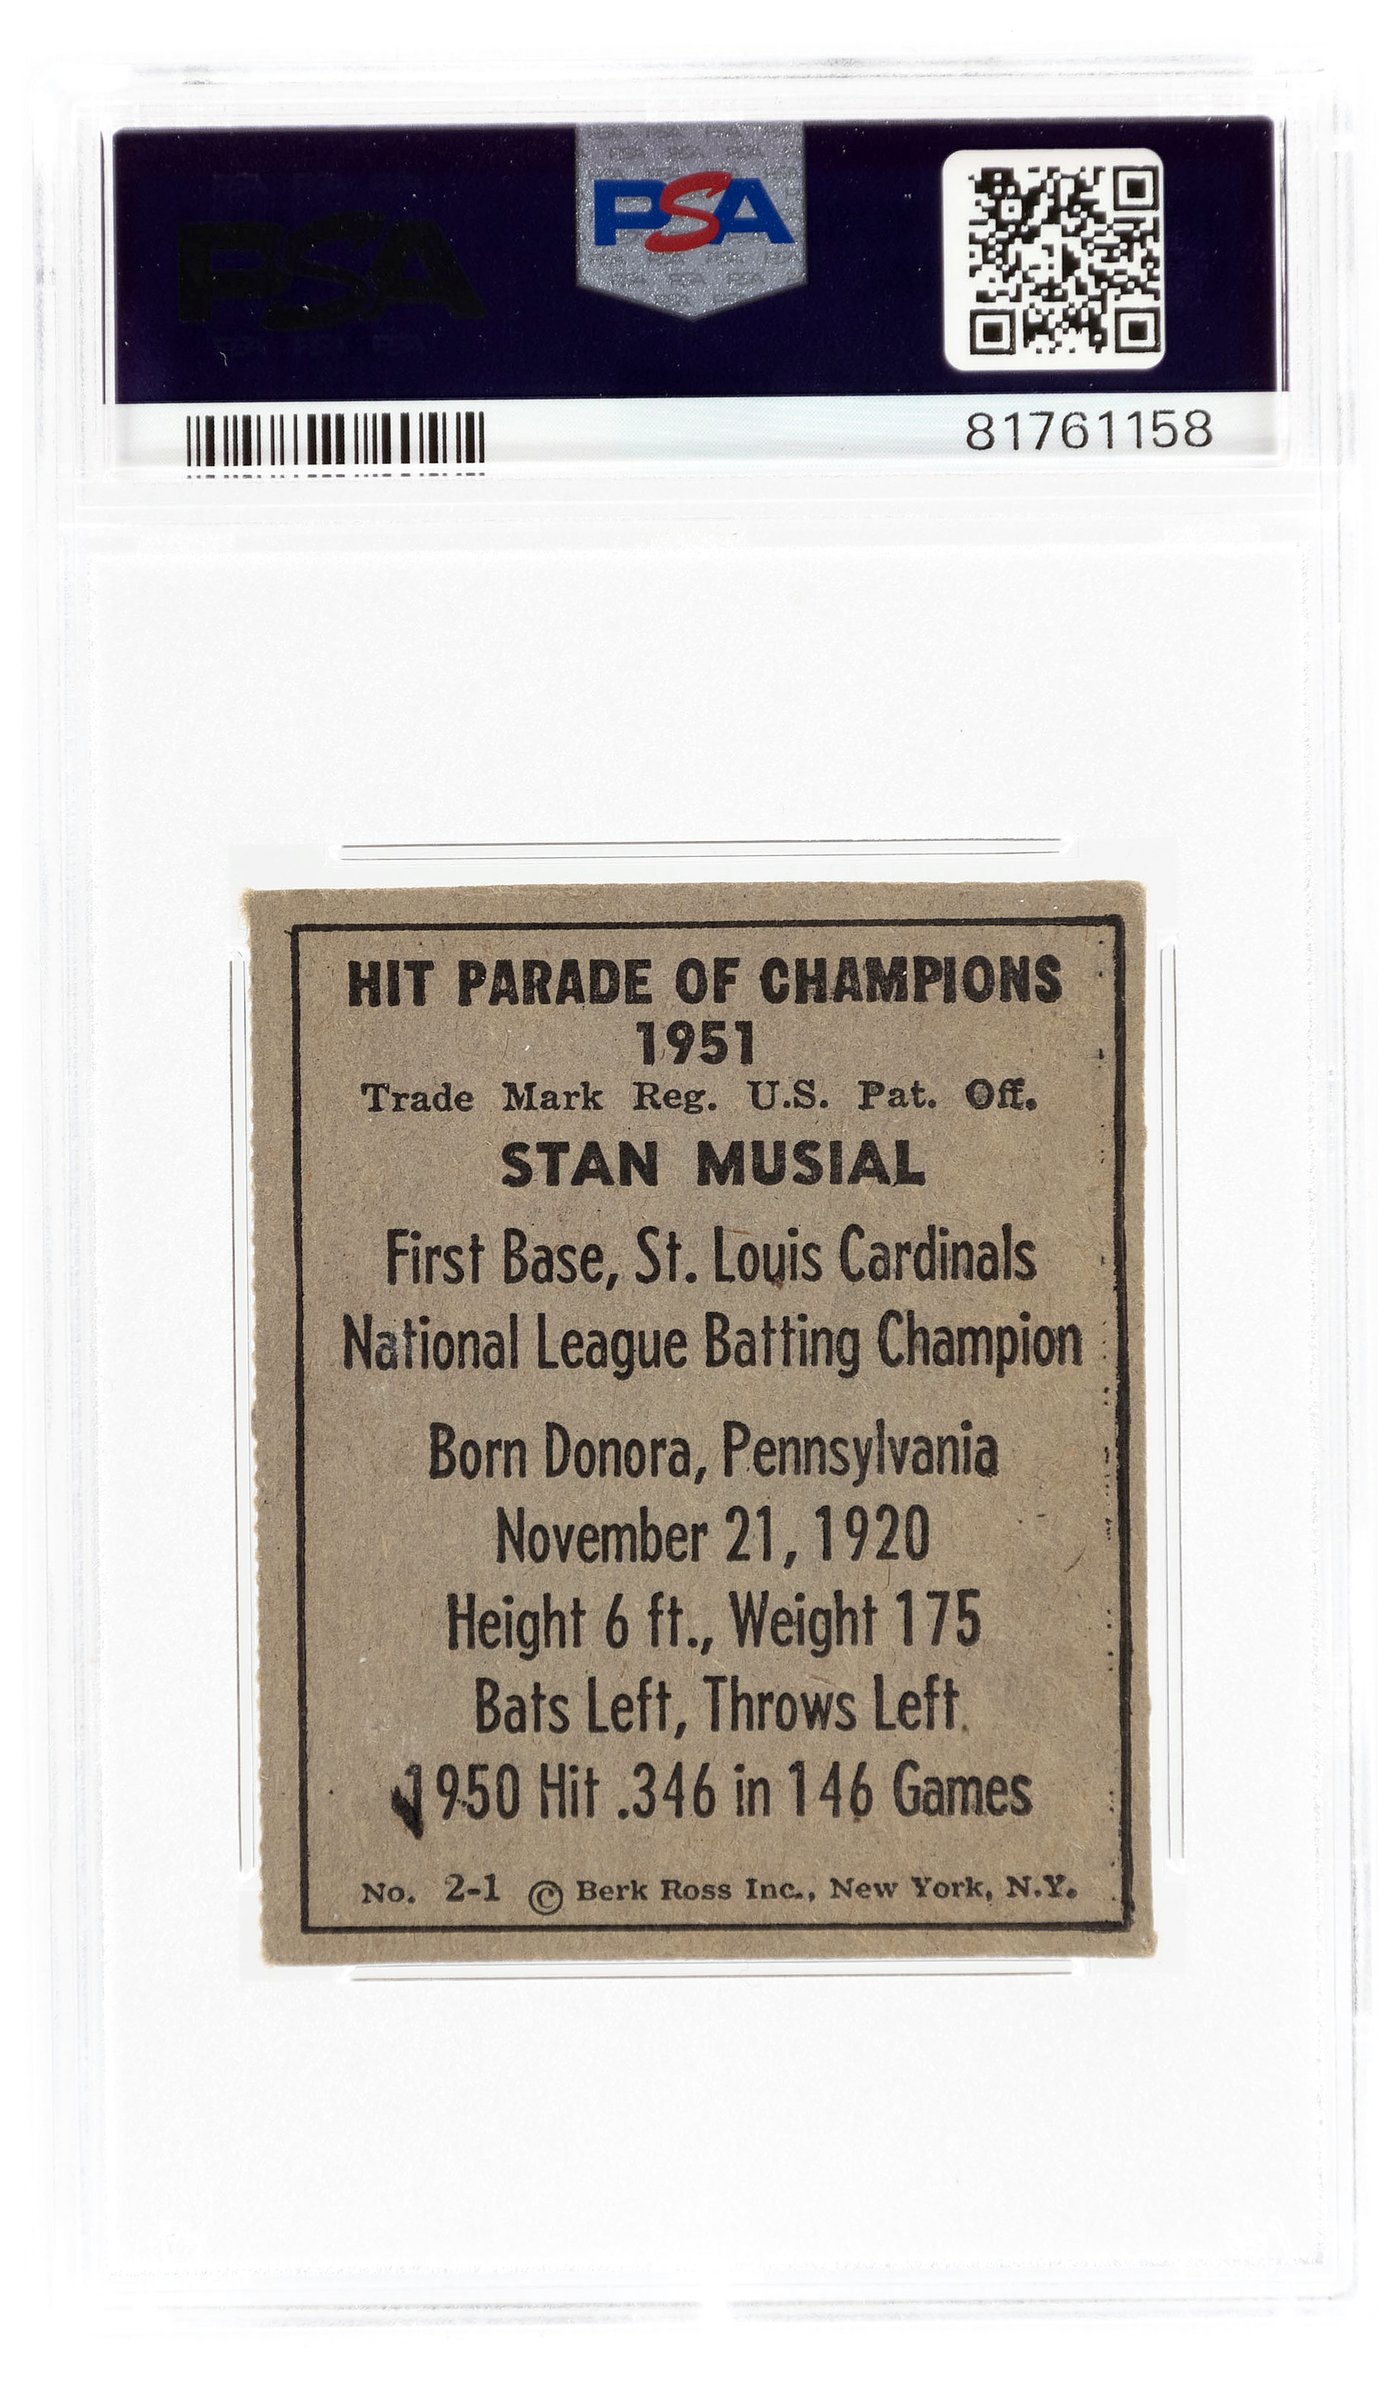 PSA
PSA
81761158
HIT PARADE OF CHAMPIONS
1951
Trade Mark Reg. U.S. Pat. Off.
STAN MUSIAL
First Base, St. Louis Cardinals
National League Batting Champion
Born Donora, Pennsylvania
November 21, 1920
Height 6 ft., Weight 175
Bats Left, Throws Left.
1950 Hit .346 in 146 Games
No. 2-1 © Berk Ross Inc., New York, N.Y.